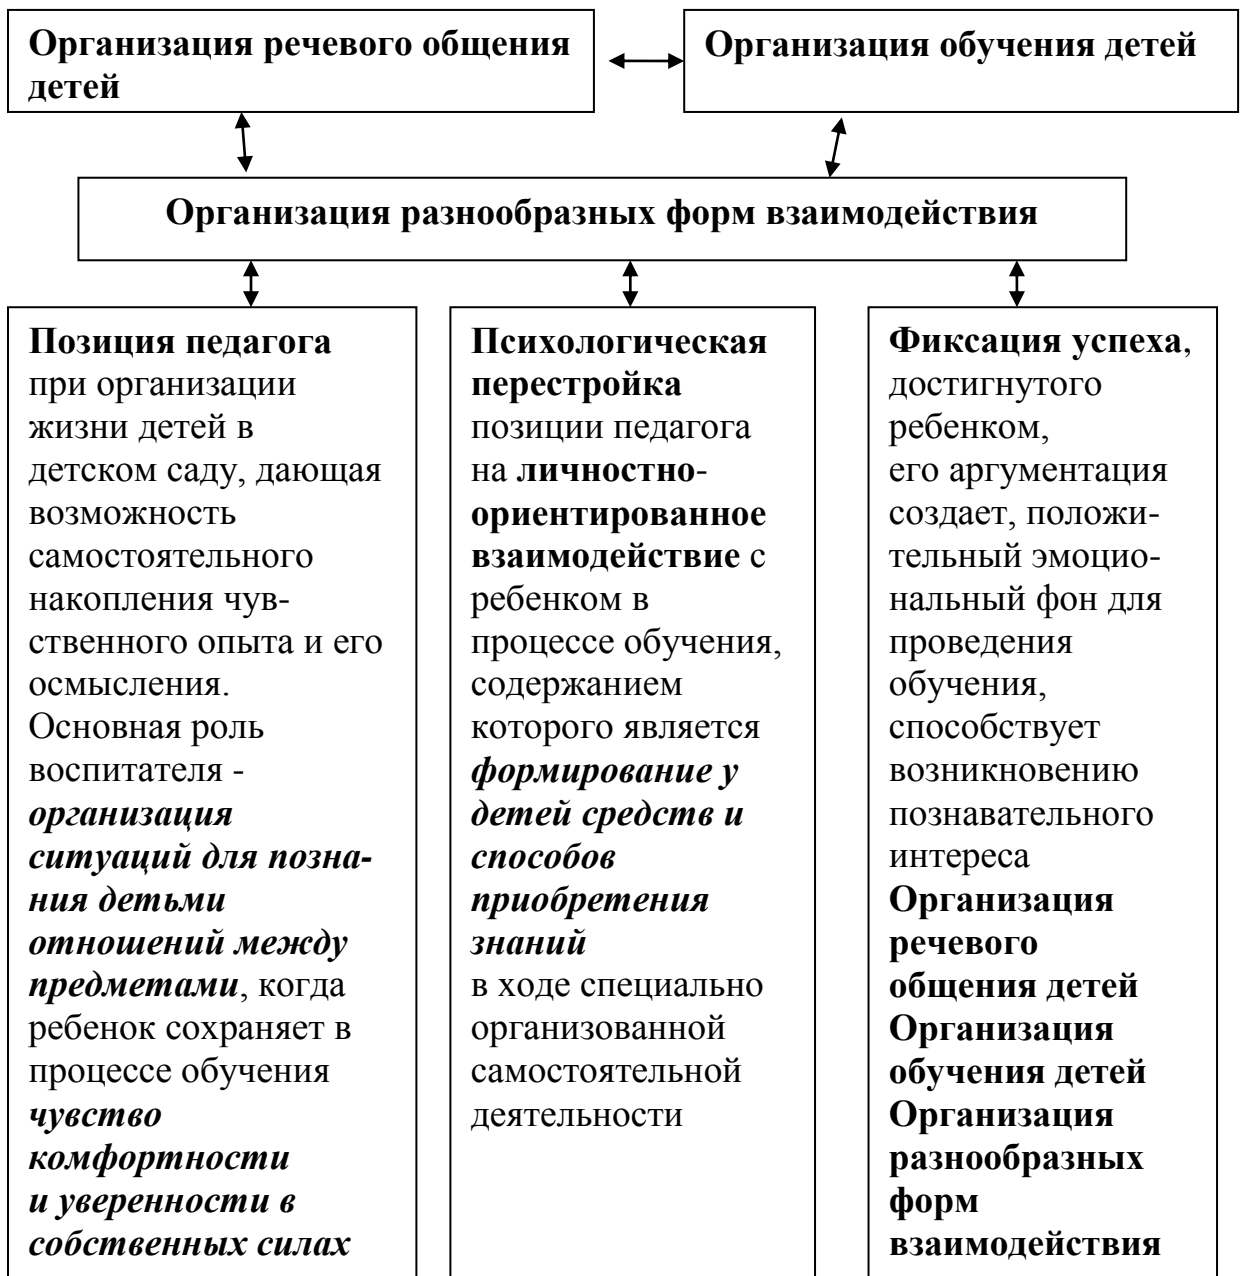 Организация речевого общения
детей
Организация обучения детей
Организация разнообразных форм взаимодействия
Позиция педагога
при организации
жизни детей в
детском саду, дающая
возможность
самостоятельного
накопления чув-
ственного опыта и его
осмысления.
Основная роль
воспитателя -
организация
ситуаций для позна-
ния детьми
отношений между
предметами, когда
ребенок сохраняет в
процессе обучения
чувство
комфортности
и уверенности в
собственных силах
Психологическая
перестройка
позиции педагога
на личностно-
ориентированное
взаимодействие с
ребенком в
процессе обучения,
содержанием
которого является
формирование у
детей средств и
способов
приобретения
знаний
в ходе специально
организованной
самостоятельной
деятельности
Фиксация успеха,
достигнутого
ребенком,
его аргументация
создает, положи-
тельный эмоцио-
нальный фон для
проведения
обучения,
способствует
возникновению
познавательного
интереса
Организация
речевого
общения детей
Организация
обучения детей
Организация
разнообразных
форм
взаимодействия